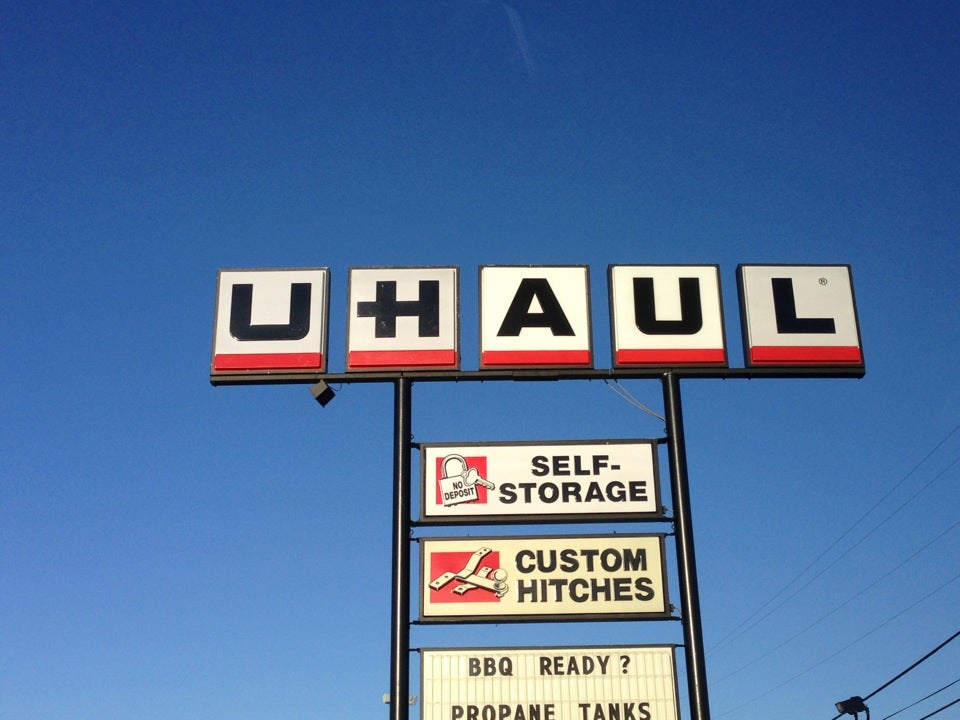 U-HAUL®
NO
DEPOSIT
SELF-
STORAGE
CUSTOM
HITCHES
BBQ READY?
PROPANE TANKS